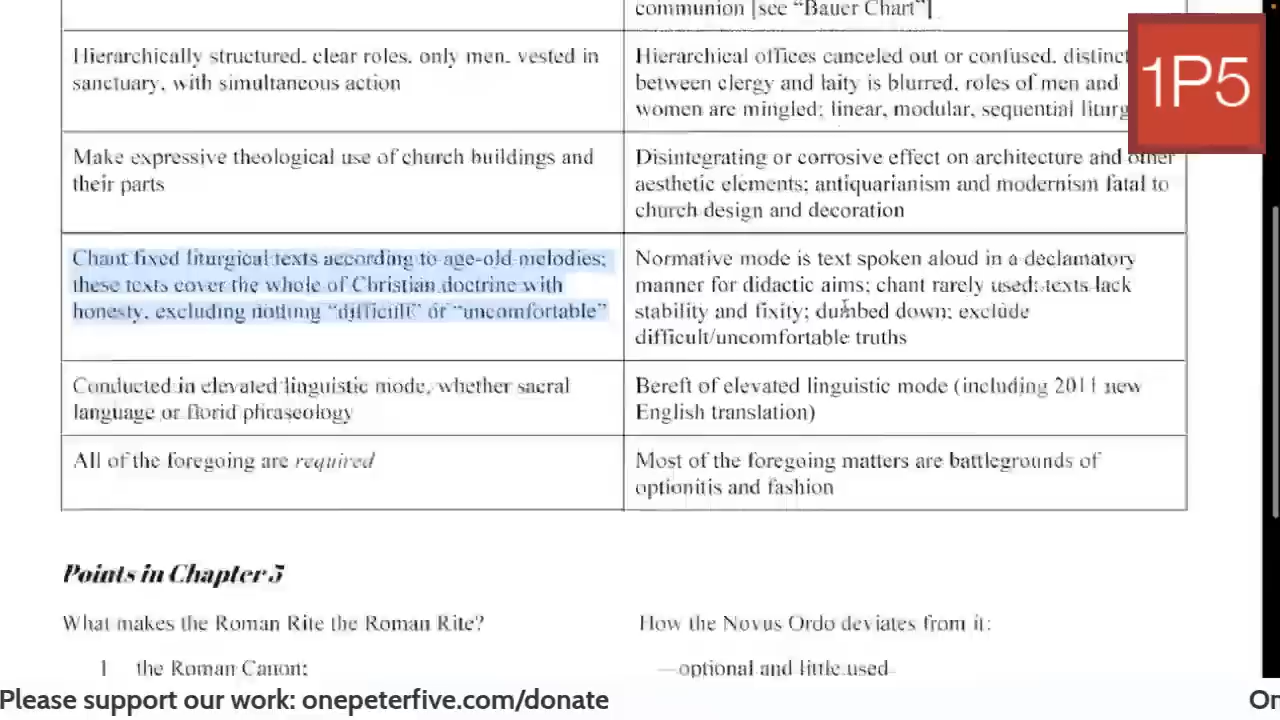 communion [see “Bauer Chart”]
1P5
Hierarchically structured, clear roles, only men, vested in
sanctuary, with simultaneous action
Hierarchical offices canceled out or confused, distinct
between clergy and laity is blurred, roles of men and
women are mingled; linear, modular, sequential liturg
Make expressive theological use of church buildings and
their parts
Disintegrating or corrosive effect on architecture and other
aesthetic elements; antiquarianism and modernism fatal to
church design and decoration
Chant fixed liturgical texts according to age-old melodies;
these texts cover the whole of Christian doctrine with
honesty, excluding nothing “difficult” or “uncomfortable”
Normative mode is text spoken aloud in a declamatory
manner for didactic aims; chant rarely used; texts lack
stability and fixity; dumbed down; exclude
difficult/uncomfortable truths
Conducted in elevated linguistic mode, whether sacral
language or florid phraseology
Bereft of elevated linguistic mode (including 2011 new
English translation)
All of the foregoing are required
Most of the foregoing matters are battlegrounds of
optionitis and fashion
Points in Chapter 5
What makes the Roman Rite the Roman Rite?
How the Novus Ordo deviates from it:
1 the Roman Canon;
—optional and little used
Please support our work: onepeterfive.com/donate
On